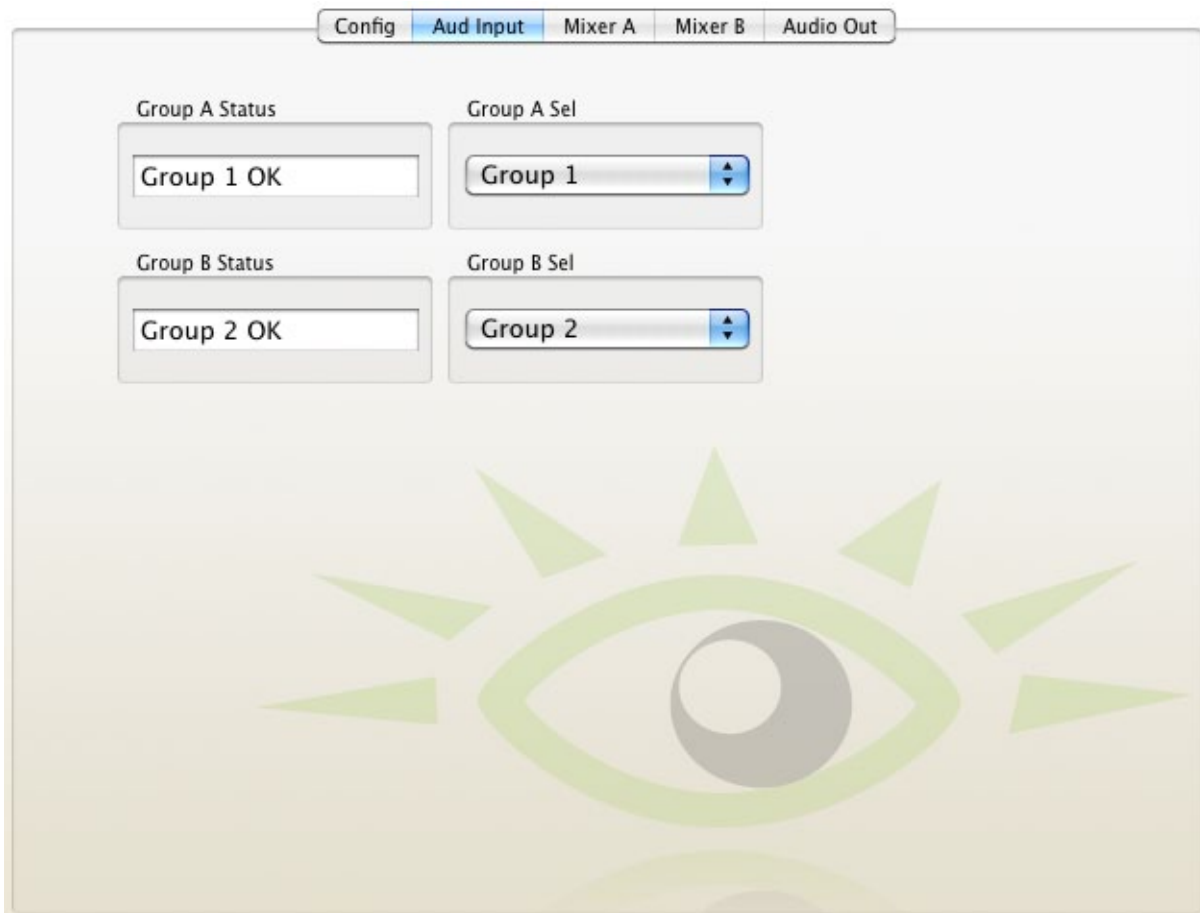 Config Aud Input Mixer A Mixer B Audio Out
Group A Status Group A Sel
Group 1 OK Group 1
Group B Status Group B Sel
Group 2 OK Group 2